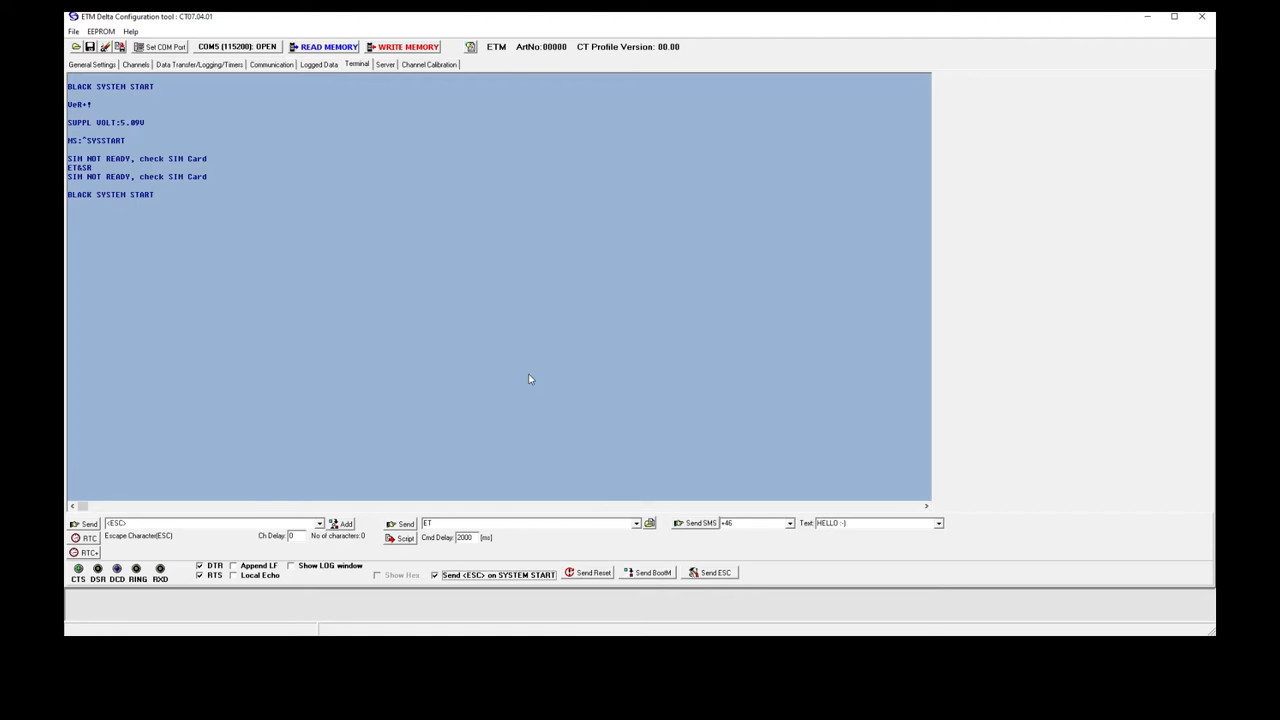 ETM Delta Configuration tool : CT07.04.01
File EEPROM Help
Set COM Port COM5 (115200): OPEN READ MEMORY WRITE MEMORY ETM ArtNo:00000 CT Profile Version: 00.00
General Settings Channels Data Transfer/Logging/Timers Communication Logged Data Terminal Server Channel Calibration
BLACK SYSTEM START
VeR+!
SUPPL VOLT:5.09V
MS:^SYSSTART
SIM NOT READY, check SIM Card
ET&SR
SIM NOT READY, check SIM Card
BLACK SYSTEM START
Send <ESC> Add Send ET Send SMS +46 Text: HELLO :-)
RTC Escape Character(ESC) Ch Delay: 0 No of characters: 0 Script Cmd Delay: 2000 [ms]
RTC+
DTR Append LF Show LOG window
CTS DSR DCD RING RXD RTS Local Echo Show Hex Send <ESC> on SYSTEM START Send Reset Send BootM Send ESC